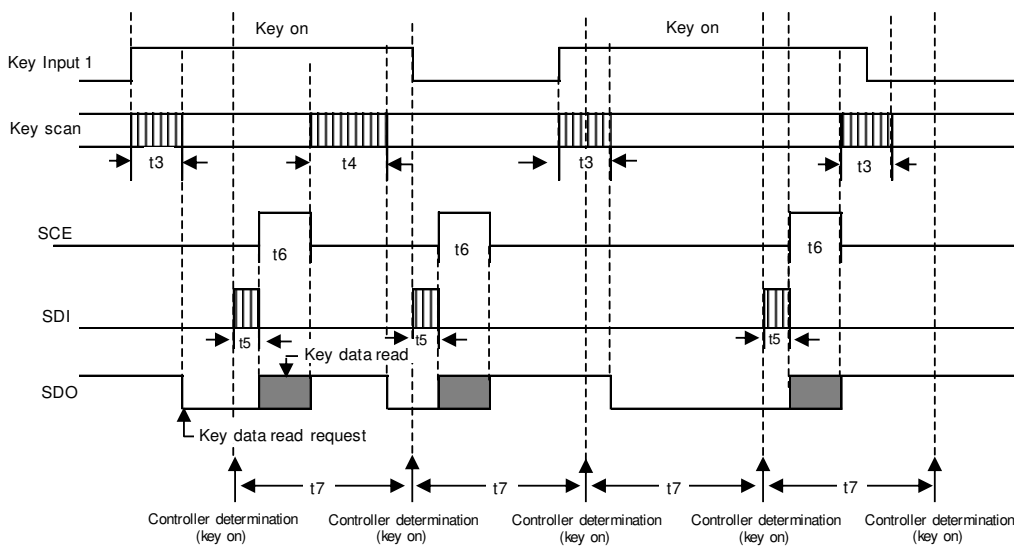 Key on
Key on
Key Input 1
Key scan
t3
t4
t3
t3
SCE
t6
t6
t6
SDI
t5
t5
t5
Key data read
SDO
Key data read request
t7
t7
t7
t7
Controller determination
(key on)
Controller determination
(key on)
Controller determination
(key on)
Controller determination
(key on)
Controller determination
(key on)